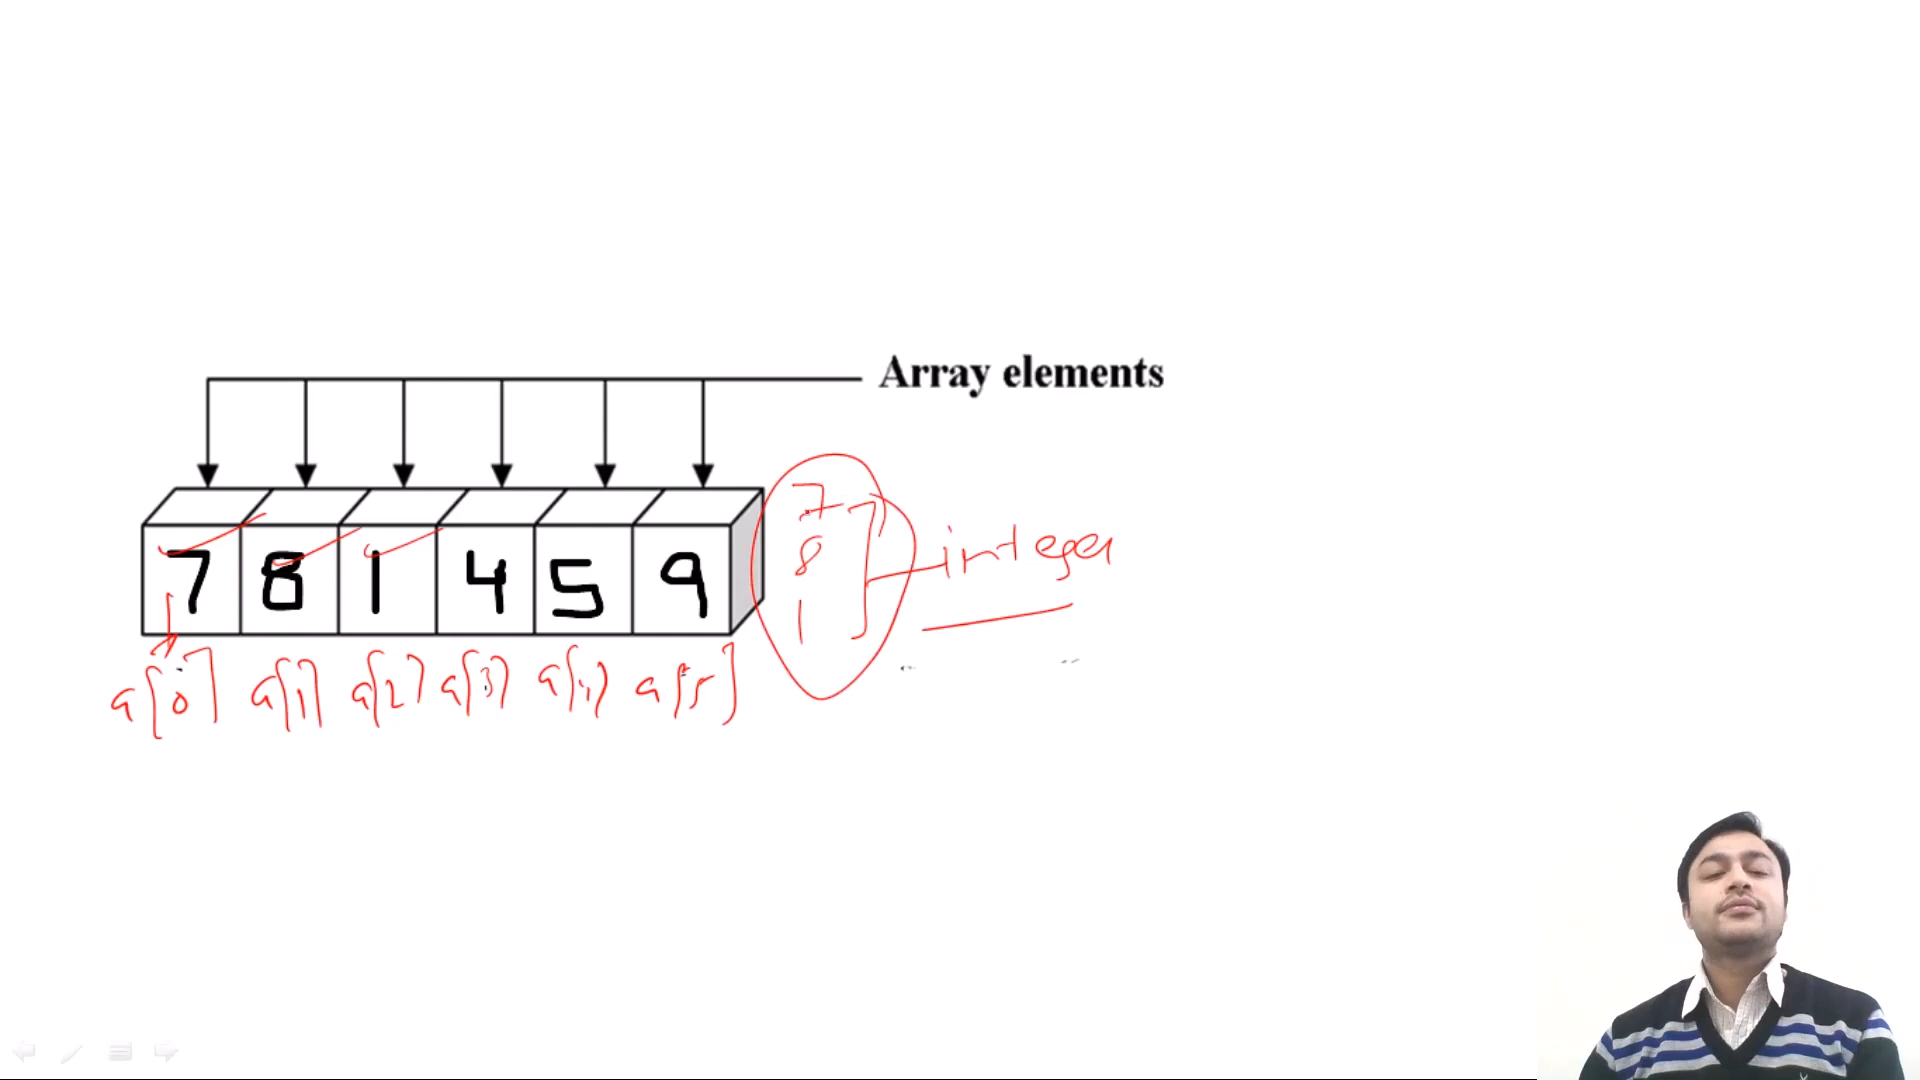 Array elements
7 8 1 4 5 9
a[0] a[1] a[2] a[3] a[4] a[5]
7
8
1
integer